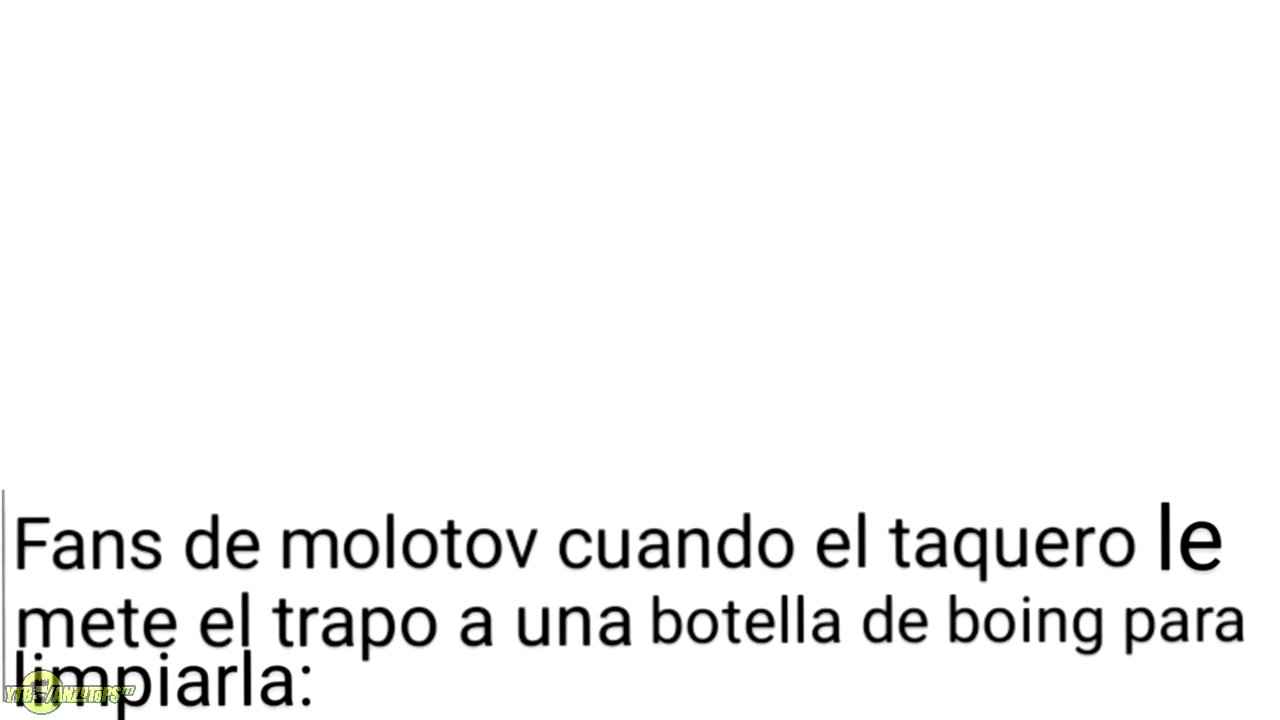 Fans de molotov cuando el taquero le
mete el trapo a una botella de boing para
limpiarla: